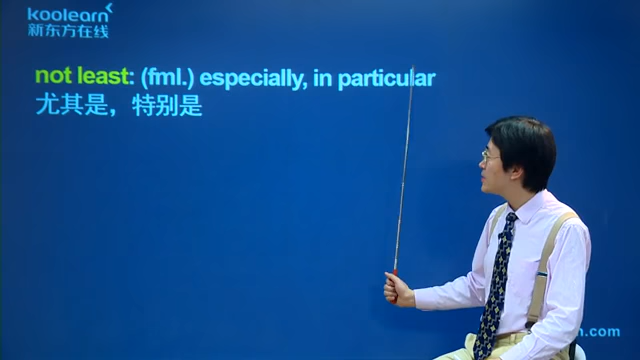 koolearn
新东方在线
not least: (fml.) especially, in particular
尤其是，特别是
n.com